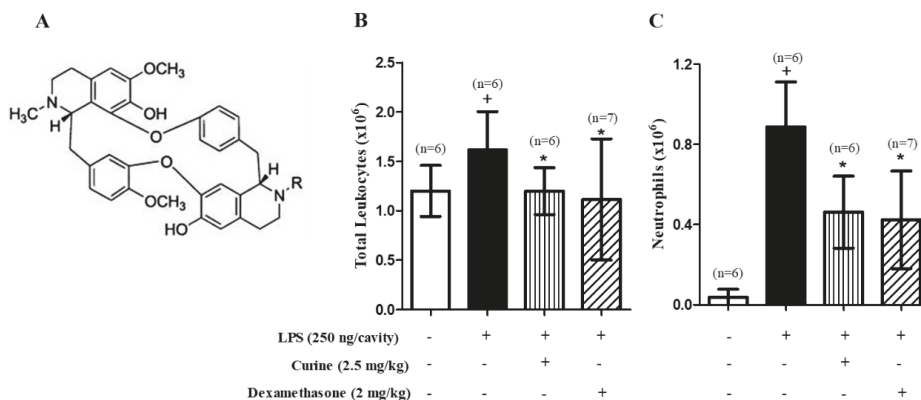 A
OCH3
N
H3C
OH
H
O
O
H
N-R
OCH3
HO
B
Total Leukocytes (x10^6)
2.5
2.0
1.5
1.0
0.5
0.0
(n=6)
(n=6)
+
(n=6)
*
(n=7)
*
C
Neutrophils (x10^6)
1.2
0.8
0.4
0.0
(n=6)
(n=6)
+
(n=6)
*
(n=7)
*
LPS (250 ng/cavity) - + + + - + + +
Curine (2.5 mg/kg) - - + - - - + -
Dexamethasone (2 mg/kg) - - - + - - - +